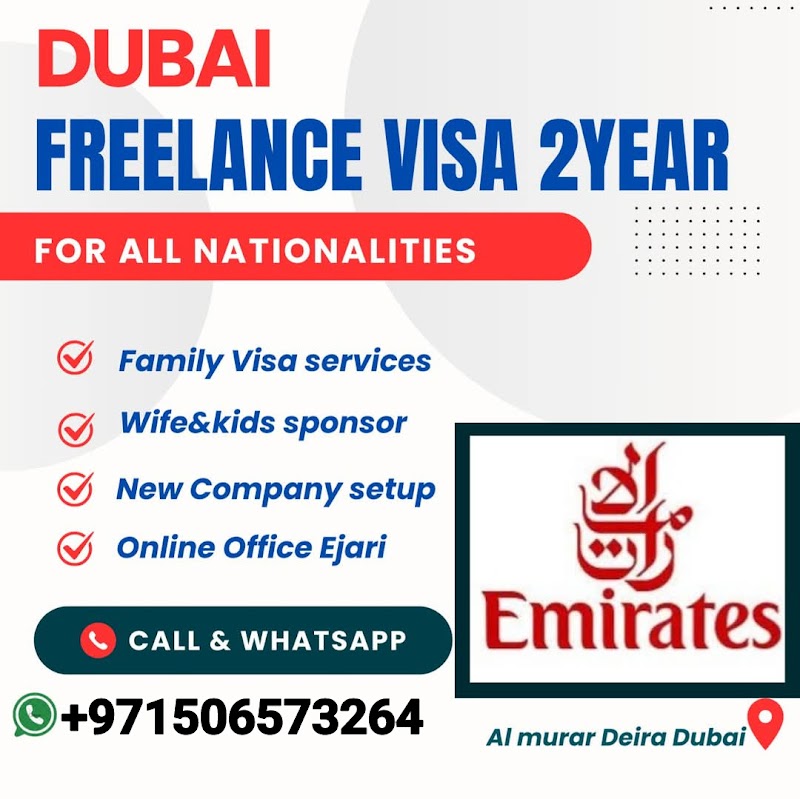 DUBAI
FREELANCE VISA 2YEAR
FOR ALL NATIONALITIES
Family Visa services
Wife&kids sponsor
New Company setup
Online Office Ejari
الإمارات
Emirates
CALL & WHATSAPP
+971506573264
Al murar Deira Dubai